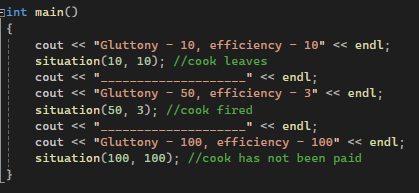 int main()
{
cout << "Gluttony - 10, efficiency - 10" << endl;
situation(10, 10); //cook leaves
cout << "____________________" << endl;
cout << "Gluttony - 50, efficiency - 3" << endl;
situation(50, 3); //cook fired
cout << "____________________" << endl;
cout << "Gluttony - 100, efficiency - 100" << endl;
situation(100, 100); //cook has not been paid
}